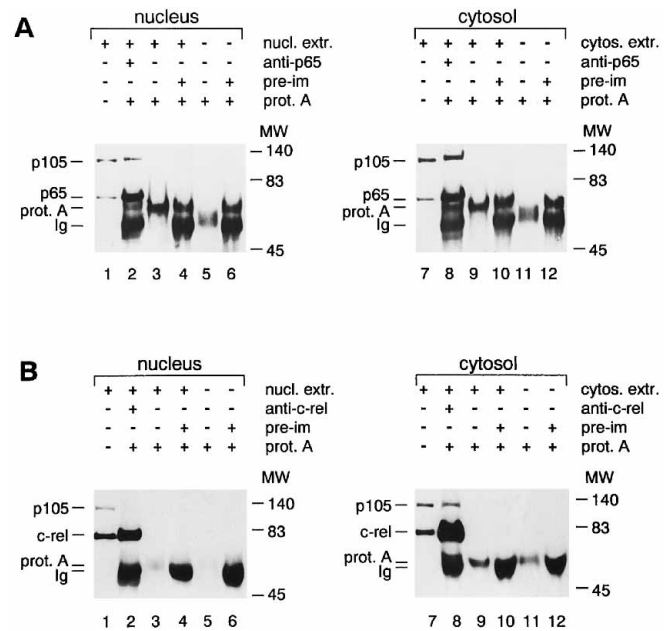 A
nucleus
+ + + + - - nucl. extr.
- + - - - - anti-p65
- - - + - + pre-im
- + + + + + prot. A
MW
p105
140
83
p65
prot. A
Ig
45
1 2 3 4 5 6
cytosol
+ + + + - - cytos. extr.
- + - - - - anti-p65
- - - + - + pre-im
- + + + + + prot. A
MW
p105
140
83
p65
prot. A
Ig
45
7 8 9 10 11 12
B
nucleus
+ + + + - - nucl. extr.
- + - - - - anti-c-rel
- - - + - + pre-im
- + + + + + prot. A
MW
p105
140
c-rel
83
prot. A
Ig
45
1 2 3 4 5 6
cytosol
+ + + + - - cytos. extr.
- + - - - - anti-c-rel
- - - + - + pre-im
- + + + + + prot. A
MW
p105
140
c-rel
83
prot. A
Ig
45
7 8 9 10 11 12